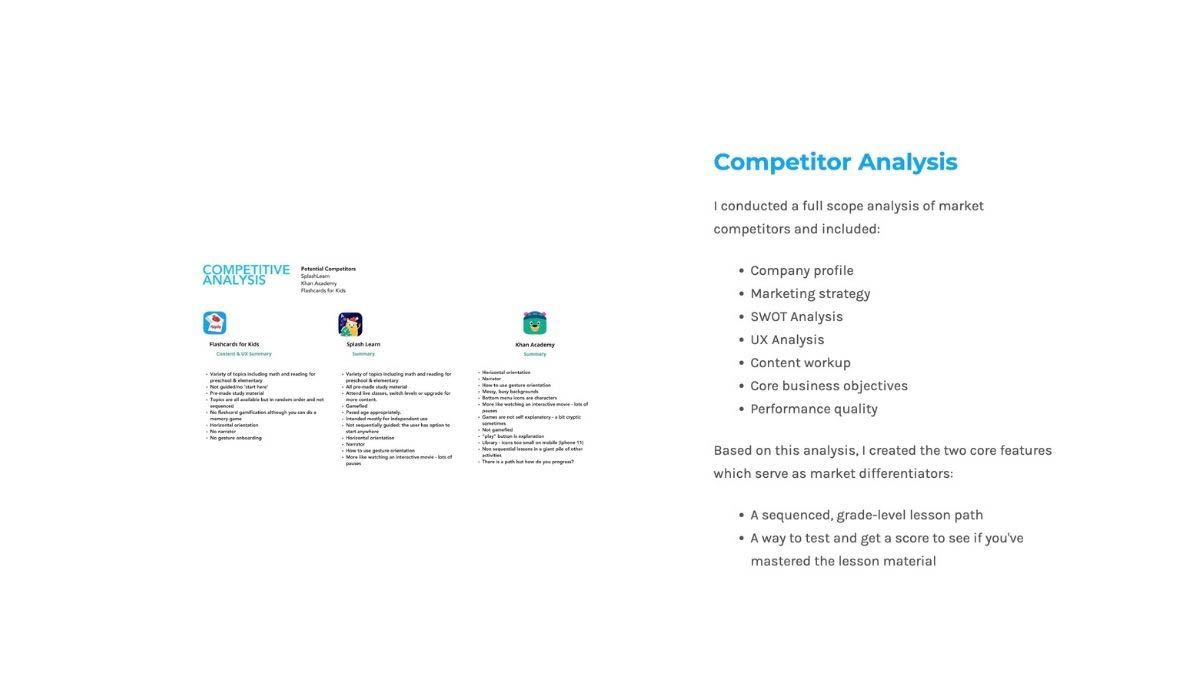 COMPETITIVE
ANALYSIS
Potential Competitors
SplashLearn
Khan Academy
Flashcards for Kids
Flashcards for Kids
Content & UX Summary
• Variety of topics including math and reading for
preschool & elementary
• Not guided/no 'start here'
• Pre-made study material
• Topics are all available but in random order and not
sequenced
• No flashcard gamification although you can do a
memory game
• Horizontal orientation
• No narrator
• No gesture onboarding
Splash Learn
Summary
• Variety of topics including math and reading for
preschool & elementary
• All pre-made study material
• Attend live classes, switch levels or upgrade for
more content.
• Gamefied
• Paced age appropriately.
• Intended mostly for independent use
• Not sequentially guided; the user has option to
start anywhere
• Horizontal orientation
• Narrator
• How to use gesture orientation
• More like watching an interactive movie - lots of
pauses
Khan Academy
Summary
• Horizontal orientation
• Narrator
• How to use gesture orientation
• Messy, busy backgrounds
• Bottom menu icons are characters
• More like watching an interactive movie - lots of
pauses
• Games are not self explanatory - a bit cryptic
sometimes
• Not gamefied
• "play" button is explanation
• Library - icons too small on mobile (iphone 11)
• Non sequential lessons in a giant pile of other
activities
• There is a path but how do you progress?
Competitor Analysis
I conducted a full scope analysis of market
competitors and included:
• Company profile
• Marketing strategy
• SWOT Analysis
• UX Analysis
• Content workup
• Core business objectives
• Performance quality
Based on this analysis, I created the two core features
which serve as market differentiators:
• A sequenced, grade-level lesson path
• A way to test and get a score to see if you've
mastered the lesson material